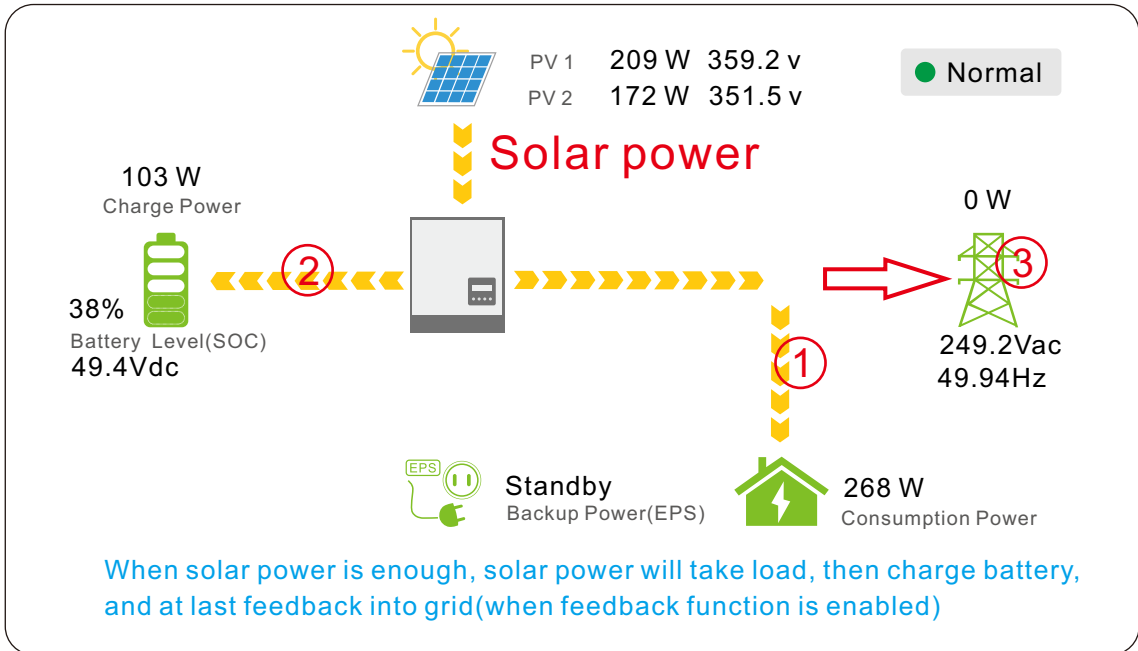 PV 1 209 W 359.2 v
PV 2 172 W 351.5 v
Normal
Solar power
103 W
Charge Power
0 W
2
3
38%
Battery Level(SOC)
49.4Vdc
249.2Vac
49.94Hz
1
EPS
Standby
Backup Power(EPS)
268 W
Consumption Power
When solar power is enough, solar power will take load, then charge battery,
and at last feedback into grid(when feedback function is enabled)